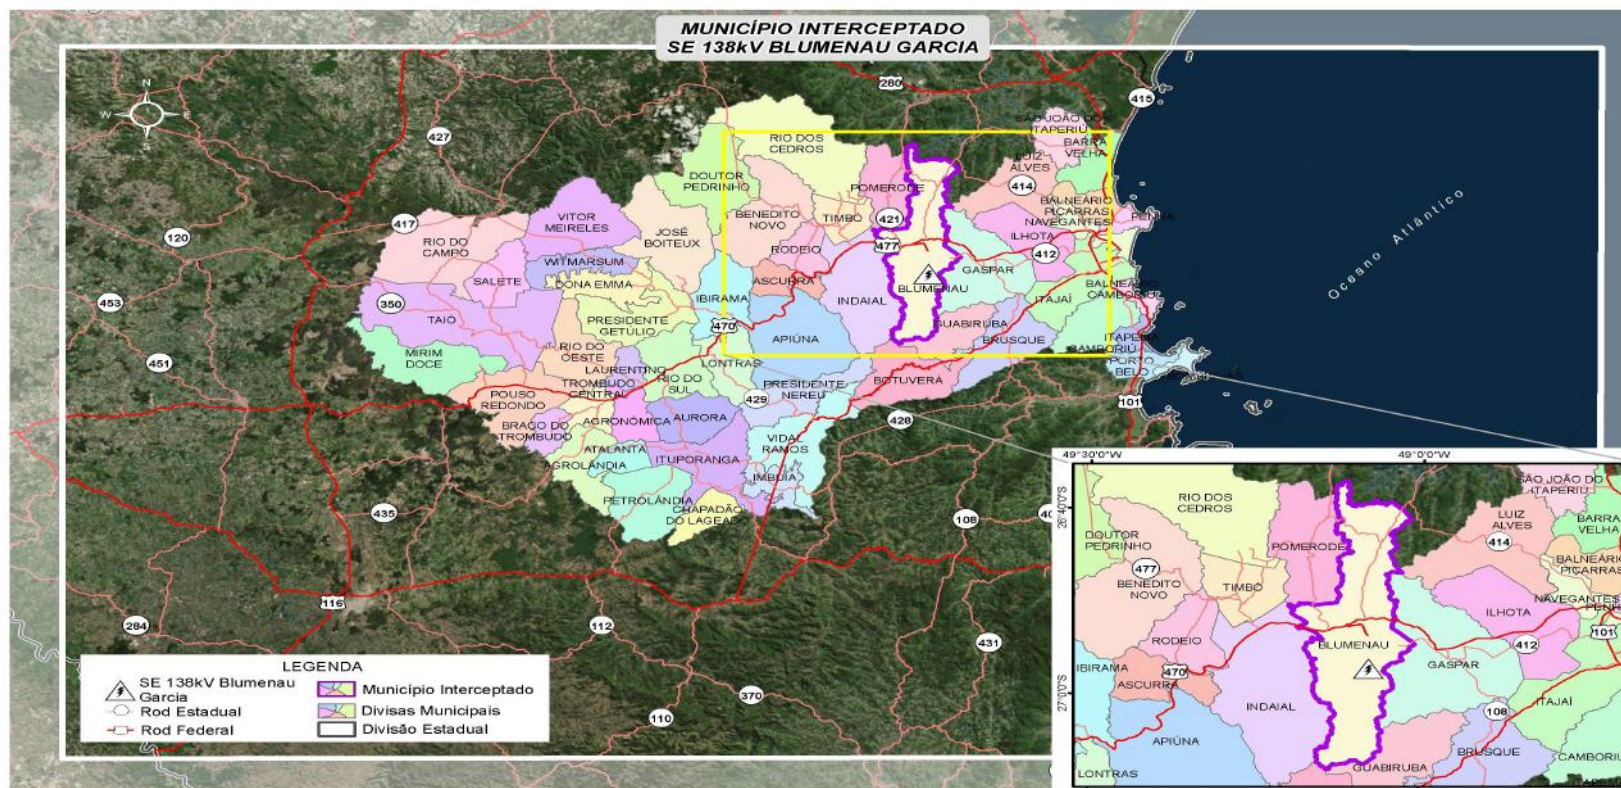 MUNICÍPIO INTERCEPTADO
SE 138kV BLUMENAU GARCIA
N
W
E
S
280
415
427
SÃO JOÃO DO
ITAPERIÚ
RIO DOS
CEDROS
BARRA
VELHA
LUIZ
ALVES
DOUTOR
PEDRINHO
POMERODE
414
VITOR
MEIRELES
BENEDITO
NOVO
TIMBÓ
421
BALNEÁRIO
PIÇARRAS
NAVEGANTES
PENHA
417
120
RIO DO
CAMPO
JOSÉ
BOITEUX
RODEIO
477
ILHOTA
412
Oceano Atlântico
WITMARSUM
SALETE
DONA EMMA
ASCURRA
GASPAR
453
350
TAIÓ
IBIRAMA
INDAIAL
BLUMENAU
ITAJAÍ
BALNEÁRIO
CAMBORIÚ
PRESIDENTE
GETÚLIO
470
APIÚNA
GUABIRUBA
BRUSQUE
ITAPEMA
CAMBORIÚ
PORTO
BELO
451
MIRIM
DOCE
RIO DO
OESTE
LAURENTINO
LONTRAS
TROMBUDO
CENTRAL
RIO DO
SUL
PRESIDENTE
NEREU
BOTUVERÁ
POUSO
REDONDO
429
101
428
BRAÇO DO
TROMBUDO
AGRONÔMICA
AURORA
VIDAL
RAMOS
ATALANTA
AGROLÂNDIA
ITUPORANGA
IMBUIA
PETROLÂNDIA
CHAPADÃO
DO LAGEADO
435
108
116
284
112
431
370
110
LEGENDA
SE 138kV Blumenau
Garcia
Rod Estadual
Rod Federal
Município Interceptado
Divisas Municipais
Divisão Estadual
49°30'0"W
49°0'0"W
26°40'0"S
27°0'0"S
RIO DOS
CEDROS
SÃO JOÃO DO
ITAPERIÚ
LUIZ
ALVES
414
BARRA
VELHA
DOUTOR
PEDRINHO
POMERODE
477
BENEDITO
NOVO
TIMBÓ
BALNEÁRIO
PIÇARRAS
NAVEGANTES
PENHA
ILHOTA
101
RODEIO
BLUMENAU
412
IBIRAMA
470
ASCURRA
GASPAR
INDAIAL
108
ITAJAÍ
APIÚNA
BRUSQUE
GUABIRUBA
CAMBORIÚ
LONTRAS